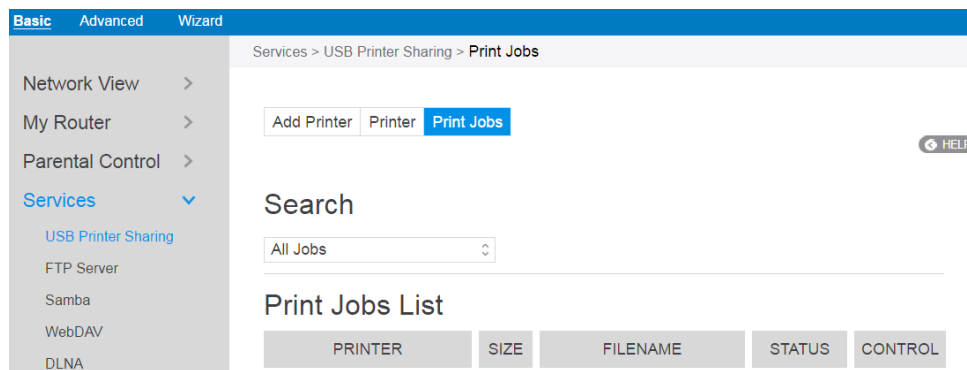 Basic Advanced Wizard
Services > USB Printer Sharing > Print Jobs
Network View
My Router
Parental Control
Services
USB Printer Sharing
FTP Server
Samba
WebDAV
DLNA
Add Printer Printer Print Jobs
HELP
Search
All Jobs
Print Jobs List
PRINTER SIZE FILENAME STATUS CONTROL